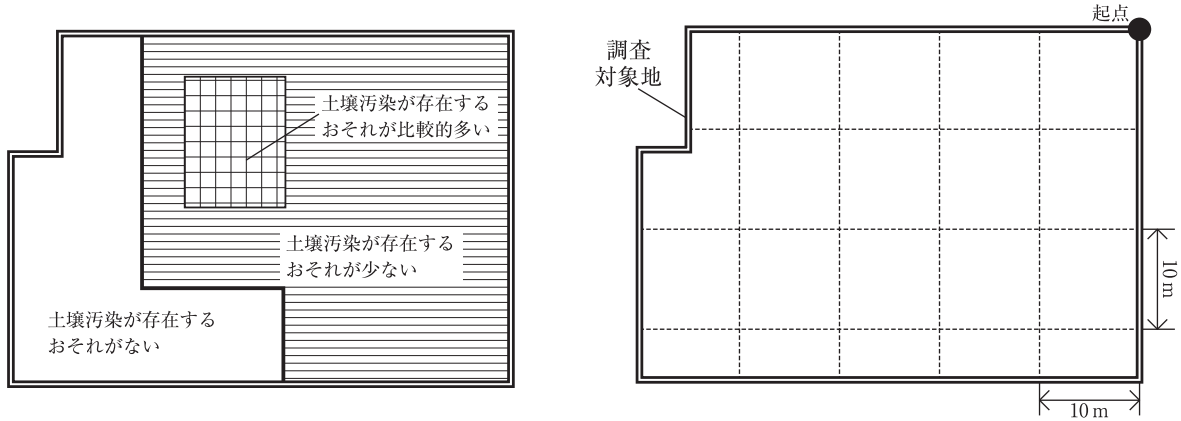 土壌汚染が存在する
おそれが比較的多い
土壌汚染が存在する
おそれが少ない
土壌汚染が存在する
おそれがない
起点
調査
対象地
10 m
10 m